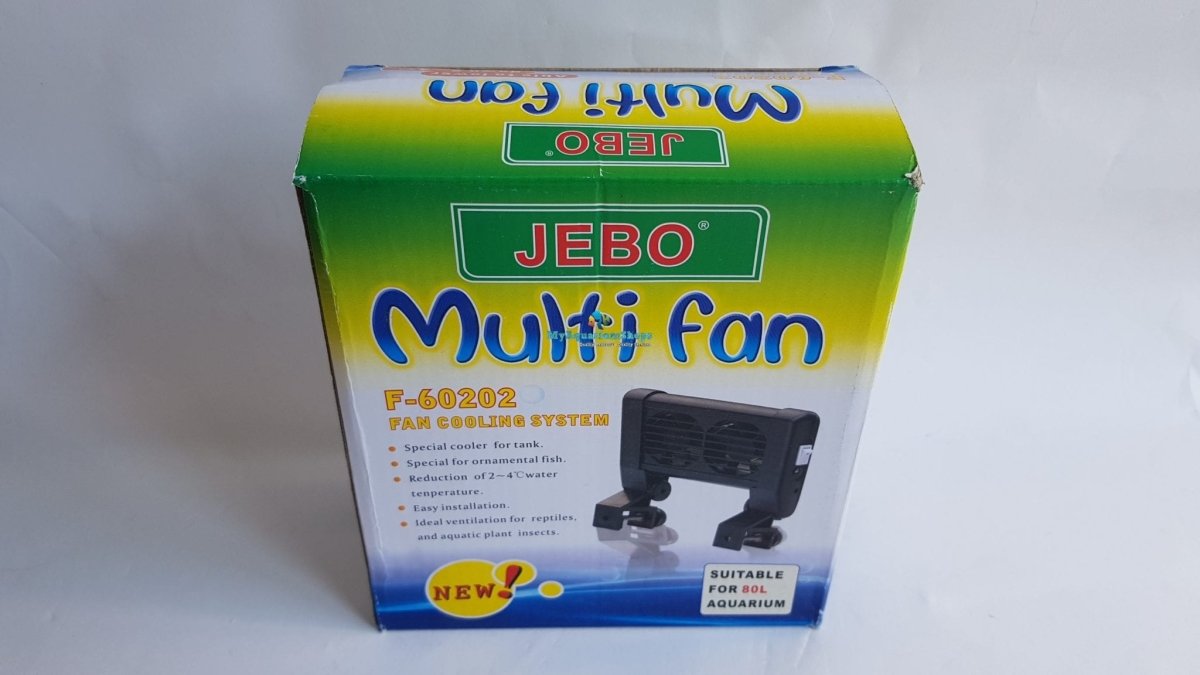 F-60202
Multi fan
JEBO®
JEBO®
Multi fan
MyAquariumShops
F-60202
FAN COOLING SYSTEM
• Special cooler for tank.
• Special for ornamental fish.
• Reduction of 2~4℃water
tenperature.
• Easy installation.
• Ideal ventilation for reptiles,
and aquatic plant insects.
NEW!
SUITABLE
FOR 80L
AQUARIUM